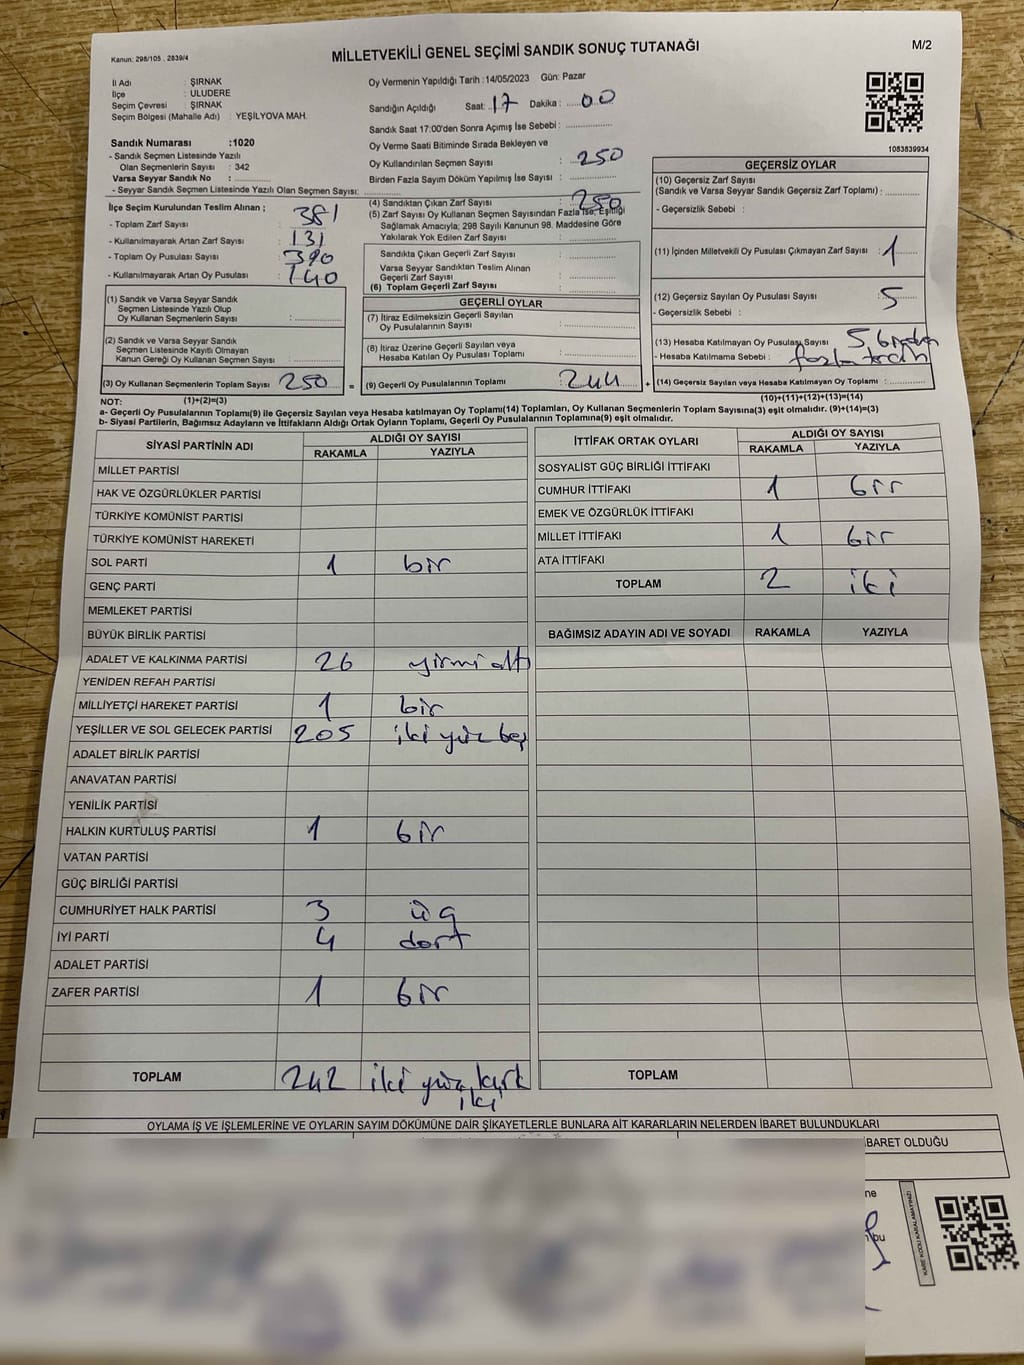 Kanun: 298/105 , 2839/4
MİLLETVEKİLİ GENEL SEÇİMİ SANDIK SONUÇ TUTANAĞI
M/2
İl Adı : ŞIRNAK
İlçe : ULUDERE
Seçim Çevresi : ŞIRNAK
Seçim Bölgesi (Mahalle Adı) : YEŞİLYOVA MAH.
Sandık Numarası :1020
- Sandık Seçmen Listesinde Yazılı
Olan Seçmenlerin Sayısı : 342
Varsa Seyyar Sandık No :
- Seyyar Sandık Seçmen Listesinde Yazılı Olan Seçmen Sayısı:
Oy Vermenin Yapıldığı Tarih :14/05/2023 Gün: Pazar
Sandığın Açıldığı Saat: 17 Dakika : 00
Sandık Saat 17:00'den Sonra Açımış İse Sebebi :
Oy Verme Saati Bitiminde Sırada Bekleyen ve
Oy Kullandırılan Seçmen Sayısı : 250
Birden Fazla Sayım Döküm Yapılmış İse Sayısı :
1083839934
İlçe Seçim Kurulundan Teslim Alınan ;
- Toplam Zarf Sayısı : 381
- Kullanılmayarak Artan Zarf Sayısı : 131
- Toplam Oy Pusulası Sayısı : 390
- Kullanılmayarak Artan Oy Pusulası : 140
(4) Sandıktan Çıkan Zarf Sayısı : 250
(5) Zarf Sayısı Oy Kullanan Seçmen Sayısından Fazla İse, Eşitliği
Sağlamak Amacıyla; 298 Sayılı Kanunun 98. Maddesine Göre
Yakılarak Yok Edilen Zarf Sayısı :
Sandıkta Çıkan Geçerli Zarf Sayısı :
Varsa Seyyar Sandıktan Teslim Alınan
Geçerli Zarf Sayısı :
(6) Toplam Geçerli Zarf Sayısı :
(1) Sandık ve Varsa Seyyar Sandık
Seçmen Listesinde Yazılı Olup
Oy Kullanan Seçmenlerin Sayısı :
(2) Sandık ve Varsa Seyyar Sandık
Seçmen Listesinde Kayıtlı Olmayan
Kanun Gereği Oy Kullanan Seçmen Sayısı :
(3) Oy Kullanan Seçmenlerin Toplam Sayısı : 250 =
GEÇERLİ OYLAR
(7) İtiraz Edilmeksizin Geçerli Sayılan
Oy Pusulalarının Sayısı :
(8) İtiraz Üzerine Geçerli Sayılan veya
Hesaba Katılan Oy Pusulası Toplamı :
(9) Geçerli Oy Pusulalarının Toplamı : 244 +
GEÇERSİZ OYLAR
(10) Geçersiz Zarf Sayısı
(Sandık ve Varsa Seyyar Sandık Geçersiz Zarf Toplamı) :
- Geçersizlik Sebebi :
(11) İçinden Milletvekili Oy Pusulası Çıkmayan Zarf Sayısı : 1
(12) Geçersiz Sayılan Oy Pusulası Sayısı : 5
- Geçersizlik Sebebi :
(13) Hesaba Katılmayan Oy Pusulası Sayısı : 5, birden
- Hesaba Katılmama Sebebi : fazla tercih
(14) Geçersiz Sayılan veya Hesaba Katılmayan Oy Toplamı :
NOT: (1)+(2)=(3)
(10)+(11)+(12)+(13)=(14)
a- Geçerli Oy Pusulalarının Toplamı(9) ile Geçersiz Sayılan veya Hesaba katılmayan Oy Toplamı(14) Toplamları, Oy Kullanan Seçmenlerin Toplam Sayısına(3) eşit olmalıdır. (9)+(14)=(3)
b- Siyasi Partilerin, Bağımsız Adayların ve İttifakların Aldığı Ortak Oyların Toplamı, Geçerli Oy Pusulalarının Toplamına(9) eşit olmalıdır.
SİYASİ PARTİNİN ADI ALDIĞI OY SAYISI
RAKAMLA YAZIYLA
MİLLET PARTİSİ
HAK VE ÖZGÜRLÜKLER PARTİSİ
TÜRKİYE KOMÜNİST PARTİSİ
TÜRKİYE KOMÜNİST HAREKETİ
SOL PARTİ 1 bir
GENÇ PARTİ
MEMLEKET PARTİSİ
BÜYÜK BİRLİK PARTİSİ
ADALET VE KALKINMA PARTİSİ 26 yirmi altı
YENİDEN REFAH PARTİSİ
MİLLİYETÇİ HAREKET PARTİSİ 1 bir
YEŞİLLER VE SOL GELECEK PARTİSİ 205 iki yüz beş
ADALET BİRLİK PARTİSİ
ANAVATAN PARTİSİ
YENİLİK PARTİSİ
HALKIN KURTULUŞ PARTİSİ 1 bir
VATAN PARTİSİ
GÜÇ BİRLİĞİ PARTİSİ
CUMHURİYET HALK PARTİSİ 3 üç
İYİ PARTİ 4 dört
ADALET PARTİSİ
ZAFER PARTİSİ 1 bir
TOPLAM 242 iki yüz kırk
iki
İTTİFAK ORTAK OYLARI ALDIĞI OY SAYISI
RAKAMLA YAZIYLA
SOSYALİST GÜÇ BİRLİĞİ İTTİFAKI
CUMHUR İTTİFAKI 1 bir
EMEK VE ÖZGÜRLÜK İTTİFAKI
MİLLET İTTİFAKI 1 bir
ATA İTTİFAKI
TOPLAM 2 iki
BAĞIMSIZ ADAYIN ADI VE SOYADI RAKAMLA YAZIYLA
TOPLAM
OYLAMA İŞ VE İŞLEMLERİNE VE OYLARIN SAYIM DÖKÜMÜNE DAİR ŞİKAYETLERLE BUNLARA AİT KARARLARIN NELERDEN İBARET BULUNDUKLARI
İBARET OLDUĞU
ne
bu
KARE KODU KARALAMAYINIZ!